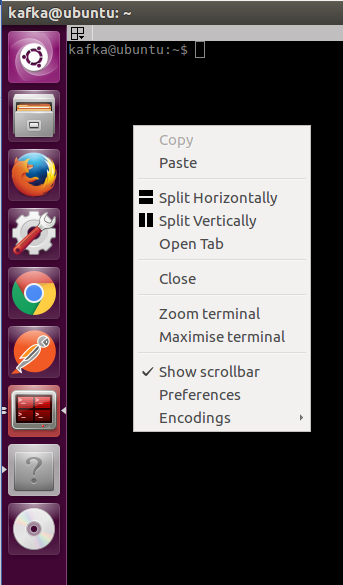 kafka@ubuntu: ~
kafka@ubuntu:~$
Copy
Paste
Split Horizontally
Split Vertically
Open Tab
Close
Zoom terminal
Maximise terminal
Show scrollbar
Preferences
Encodings